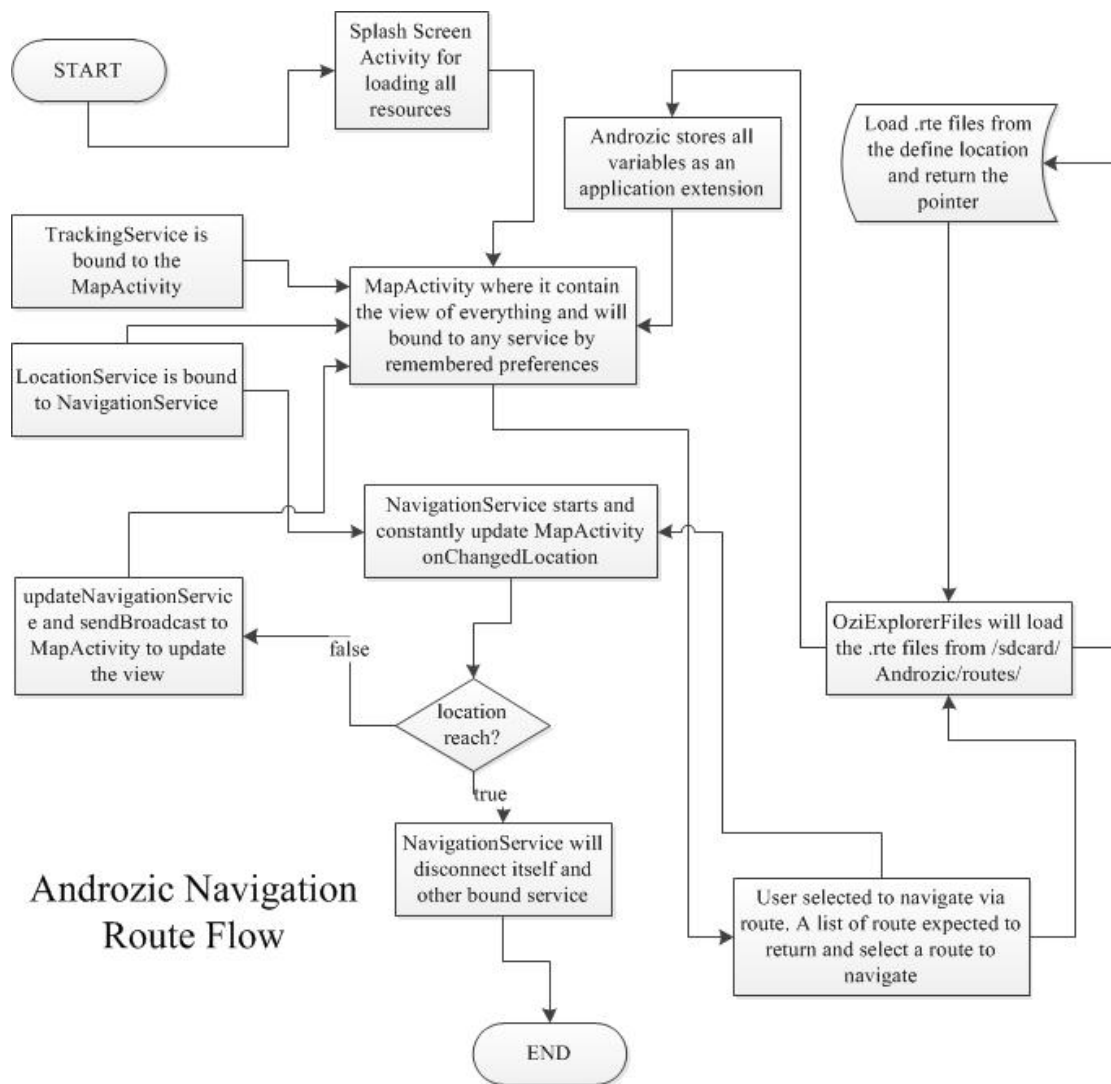 START
Splash Screen
Activity for
loading all
resources
Androzic stores all
variables as an
application extension
Load .rte files from
the define location
and return the
pointer
TrackingService is
bound to the
MapActivity
MapActivity where it contain
the view of everything and will
bound to any service by
remembered preferences
LocationService is bound
to NavigationService
NavigationService starts and
constantly update MapActivity
onChangedLocation
updateNavigationServic
e and sendBroadcast to
MapActivity to update
the view
false
OziExplorerFiles will load
the .rte files from /sdcard/
Androzic/routes/
location
reach?
true
NavigationService will
disconnect itself and
other bound service
Androzic Navigation
Route Flow
User selected to navigate via
route. A list of route expected to
return and select a route to
navigate
END